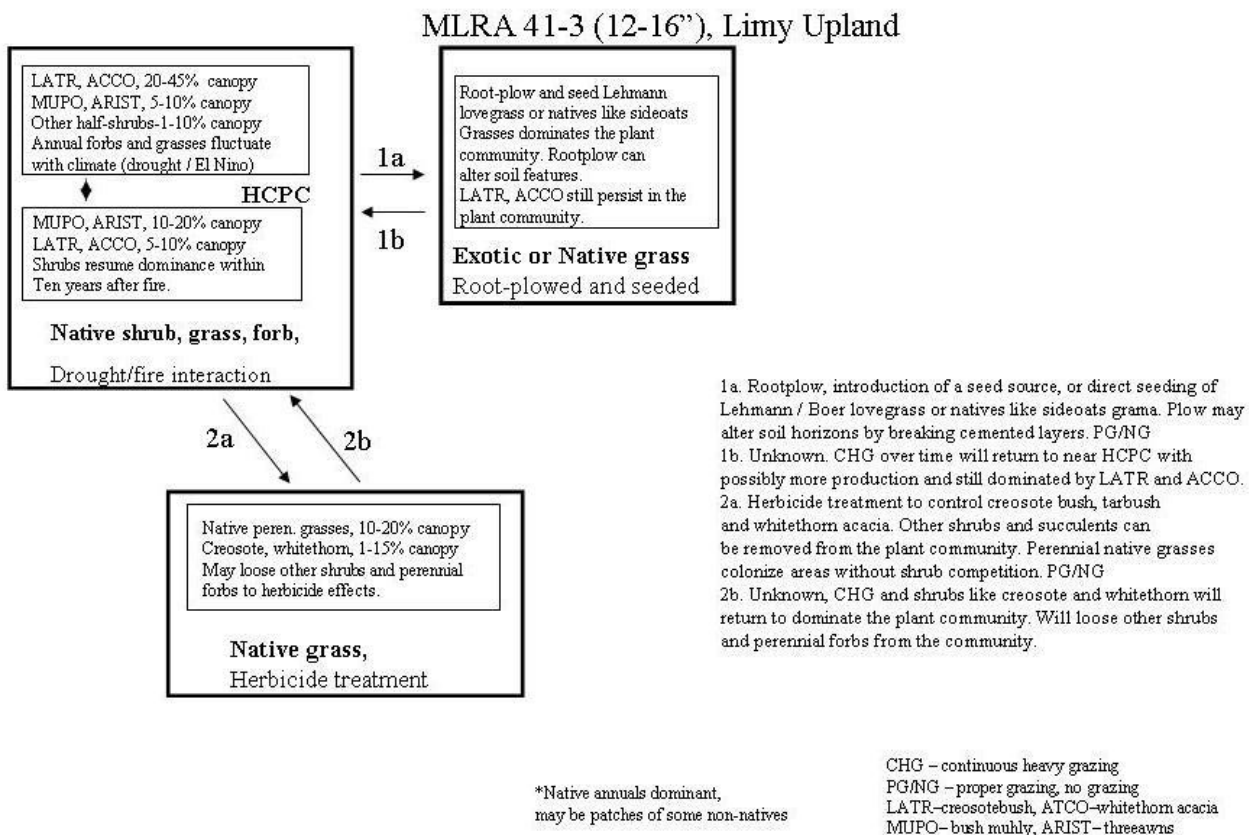 MLRA 41-3 (12-16”), Limy Upland
LATR, ACCO, 20-45% canopy
MUPO, ARIST, 5-10% canopy
Other half-shrubs-1-10% canopy
Annual forbs and grasses fluctuate
with climate (drought / El Nino)
HCPC
MUPO, ARIST, 10-20% canopy
LATR, ACCO, 5-10% canopy
Shrubs resume dominance within
Ten years after fire.
Native shrub, grass, forb,
Drought/fire interaction
1a
1b
Root-plow and seed Lehmann
lovegrass or natives like sideoats
Grasses dominates the plant
community. Rootplow can
alter soil features.
LATR, ACCO still persist in the
plant community.
Exotic or Native grass
Root-plowed and seeded
2a
2b
Native peren. grasses, 10-20% canopy
Creosote, whitethorn, 1-15% canopy
May loose other shrubs and perennial
forbs to herbicide effects.
Native grass,
Herbicide treatment
1a. Rootplow, introduction of a seed source, or direct seeding of
Lehmann / Boer lovegrass or natives like sideoats grama. Plow may
alter soil horizons by breaking cemented layers. PG/NG
1b. Unknown. CHG over time will return to near HCPC with
possibly more production and still dominated by LATR and ACCO.
2a. Herbicide treatment to control creosote bush, tarbush
and whitethorn acacia. Other shrubs and succulents can
be removed from the plant community. Perennial native grasses
colonize areas without shrub competition. PG/NG
2b. Unknown, CHG and shrubs like creosote and whitethorn will
return to dominate the plant community. Will loose other shrubs
and perennial forbs from the community.
*Native annuals dominant,
may be patches of some non-natives
CHG – continuous heavy grazing
PG/NG – proper grazing, no grazing
LATR–creosotebush, ATCO–whitethorn acacia
MUPO– bush muhly, ARIST– threeawns